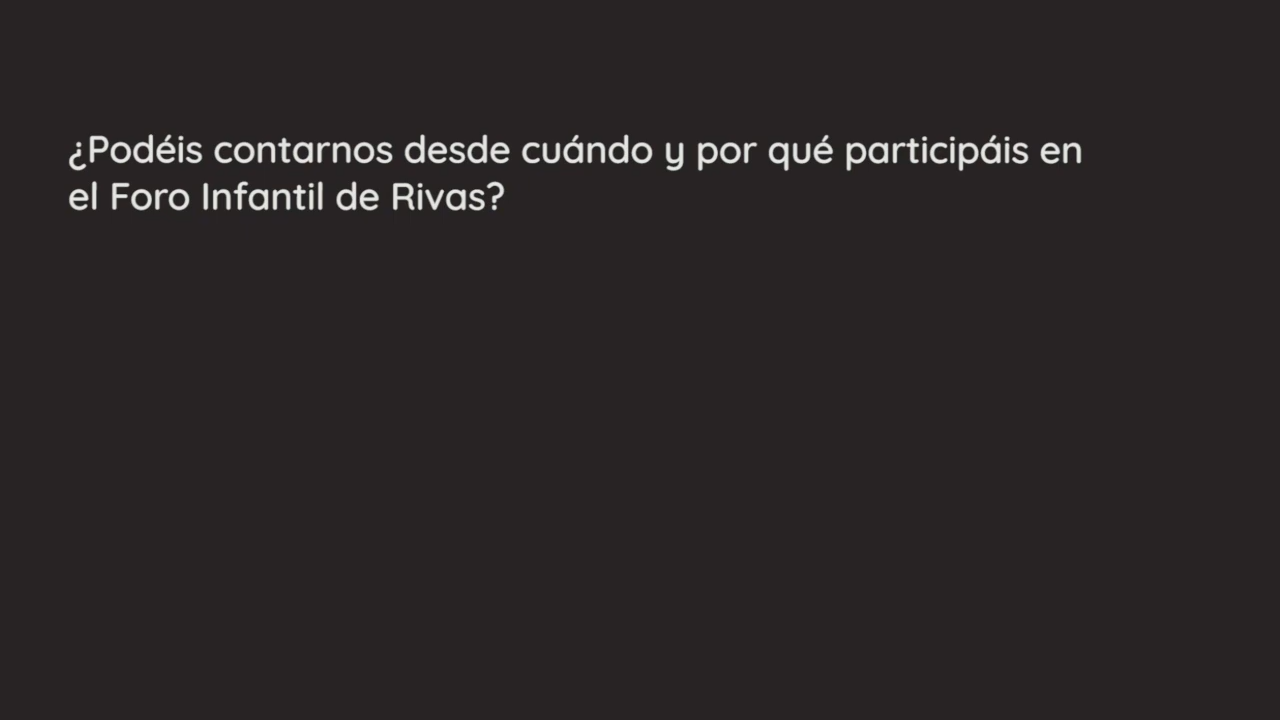 ¿Podéis contarnos desde cuándo y por qué participáis en
el Foro Infantil de Rivas?